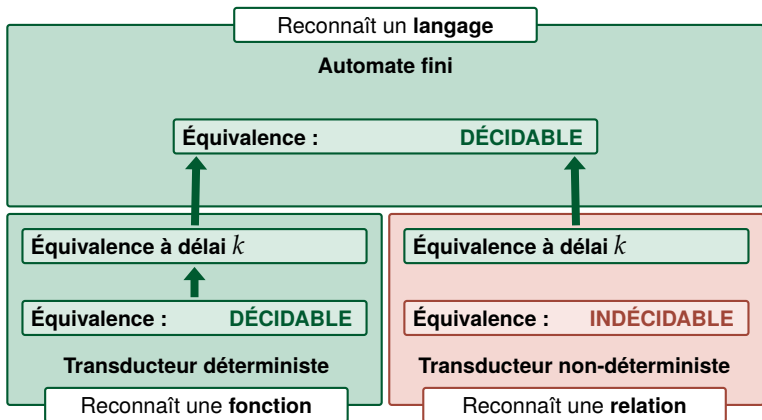 Reconnaît un langage
Automate fini
Équivalence : DÉCIDABLE
Équivalence à délai k
Équivalence à délai k
Équivalence : DÉCIDABLE
Équivalence : INDÉCIDABLE
Transducteur déterministe
Transducteur non-déterministe
Reconnaît une fonction
Reconnaît une relation